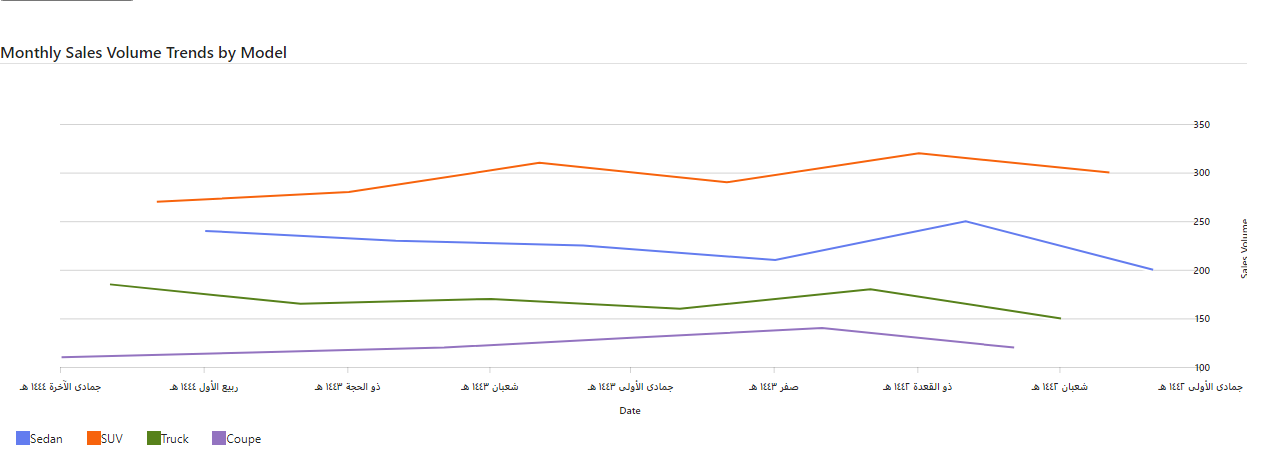 Monthly Sales Volume Trends by Model
350
300
250
200
150
100
Sales Volume
جمادى الأولى ١٤٤٢ هـ
شعبان ١٤٤٢ هـ
ذو القعدة ١٤٤٢ هـ
صفر ١٤٤٣ هـ
جمادى الأولى ١٤٤٣ هـ
شعبان ١٤٤٣ هـ
ذو الحجة ١٤٤٣ هـ
ربيع الأول ١٤٤٤ هـ
جمادى الآخرة ١٤٤٤ هـ
Date
Sedan SUV Truck Coupe